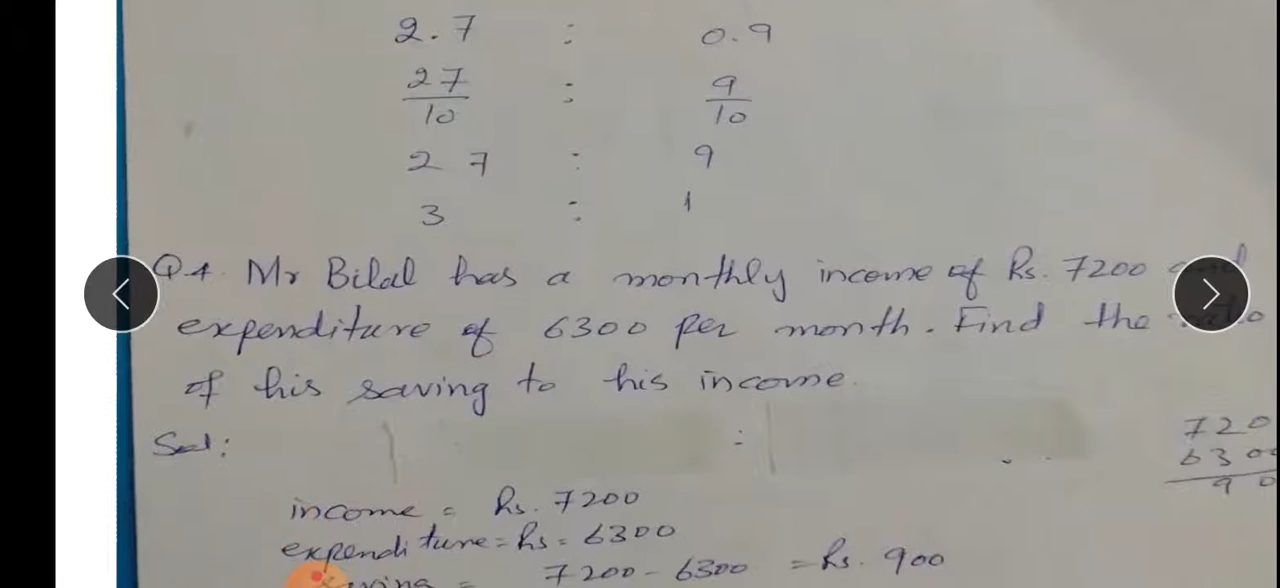 2.7 : 0.9
27/10 : 9/10
27 : 9
3 : 1
Q.4. Mr Bilal has a monthly income of Rs. 7200
expenditure of 6300 per month. Find the
of his saving to his income.
Sol: :
720
630
90
income = Rs. 7200
expenditure = Rs = 6300
= 7200 - 6300 = Rs. 900